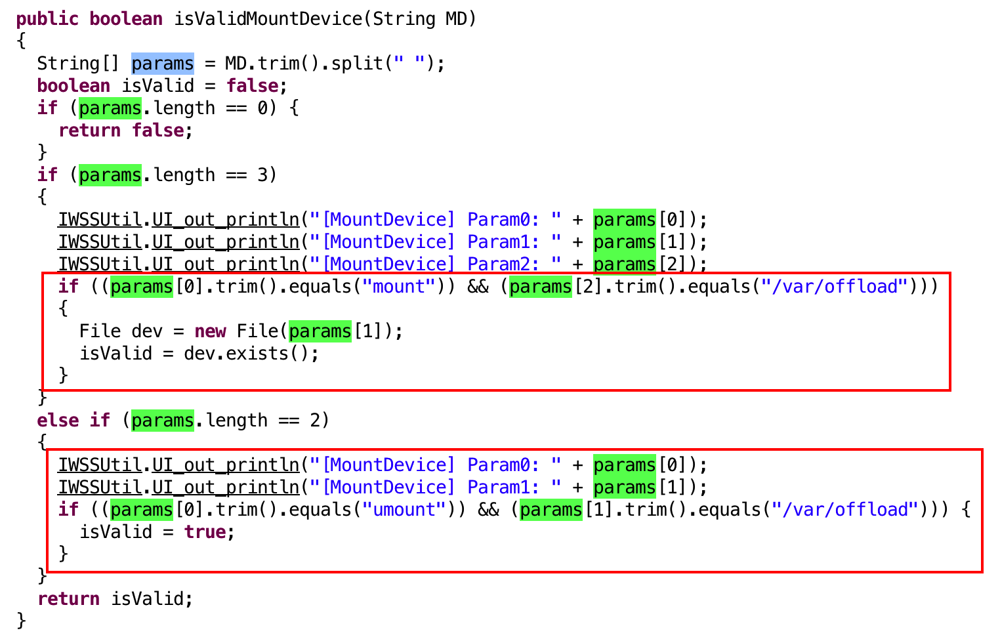 public boolean isValidMountDevice(String MD)
{
  String[] params = MD.trim().split(" ");
  boolean isValid = false;
  if (params.length == 0) {
    return false;
  }
  if (params.length == 3)
  {
    IWSSUtil.UI_out_println("[MountDevice] Param0: " + params[0]);
    IWSSUtil.UI_out_println("[MountDevice] Param1: " + params[1]);
    IWSSUtil.UI_out_println("[MountDevice] Param2: " + params[2]);
    if ((params[0].trim().equals("mount")) && (params[2].trim().equals("/var/offload")))
    {
      File dev = new File(params[1]);
      isValid = dev.exists();
    }
  }
  else if (params.length == 2)
  {
    IWSSUtil.UI_out_println("[MountDevice] Param0: " + params[0]);
    IWSSUtil.UI_out_println("[MountDevice] Param1: " + params[1]);
    if ((params[0].trim().equals("umount")) && (params[1].trim().equals("/var/offload"))) {
      isValid = true;
    }
  }
  return isValid;
}